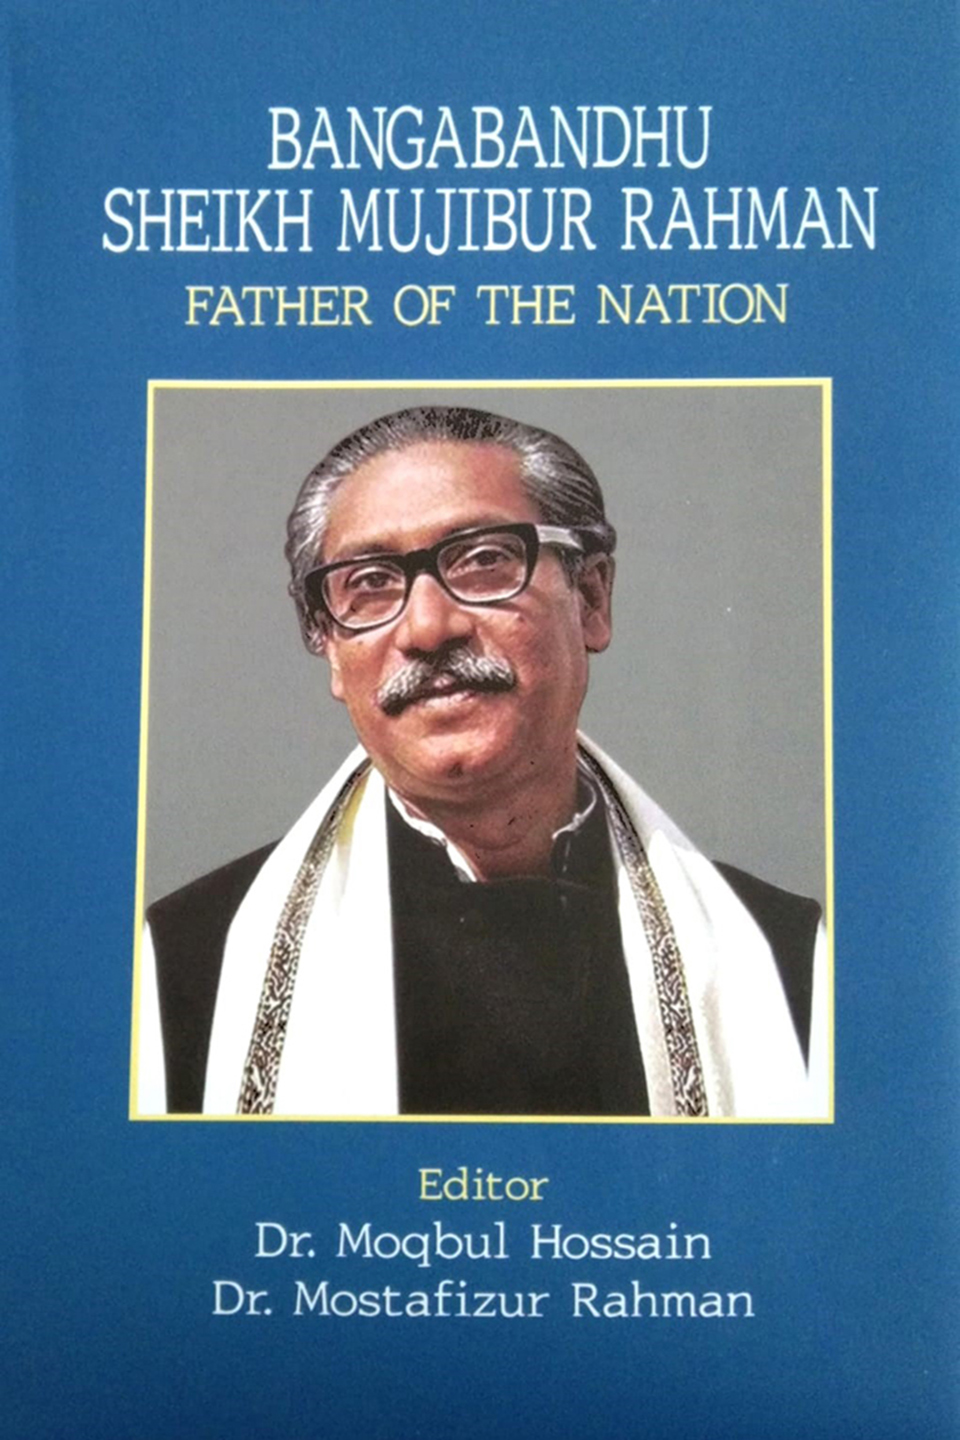 BANGABANDHU
SHEIKH MUJIBUR RAHMAN
FATHER OF THE NATION
Editor
Dr. Moqbul Hossain
Dr. Mostafizur Rahman